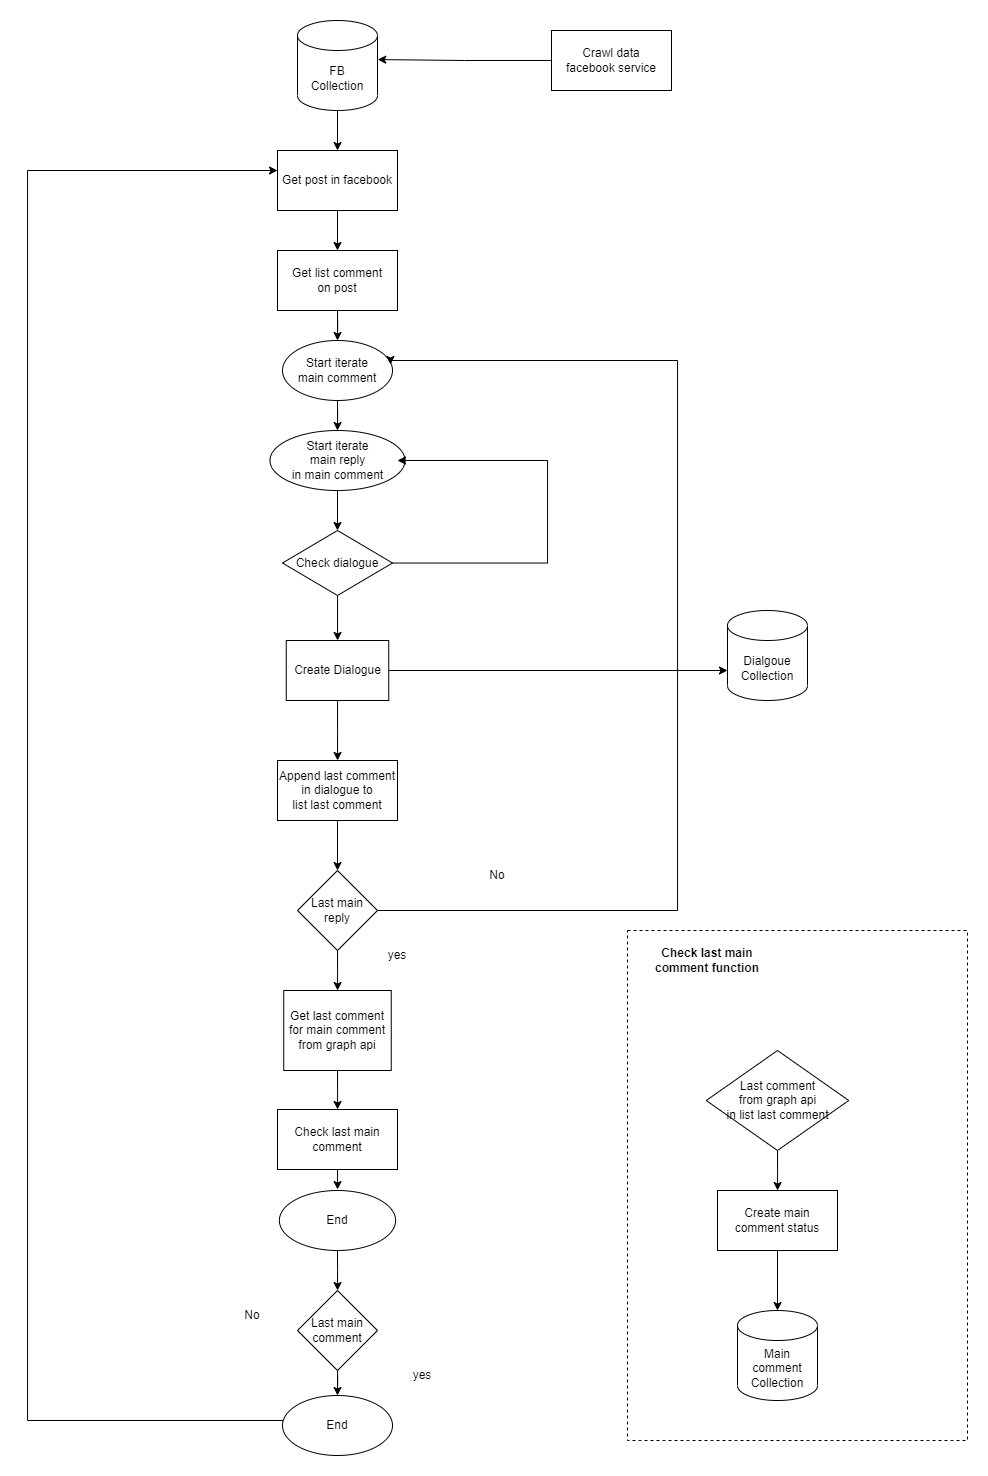 FB
Collection
Crawl data
facebook service
Get post in facebook
Get list comment
on post
Start iterate
main comment
Start iterate
main reply
in main comment
Check dialogue
Create Dialogue
Dialgoue
Collection
Append last comment
in dialogue to
list last comment
No
Last main
reply
yes
Get last comment
for main comment
from graph api
Check last main
comment
End
No
Last main
comment
yes
End
Check last main
comment function
Last comment
from graph api
in list last comment
Create main
comment status
Main
comment
Collection